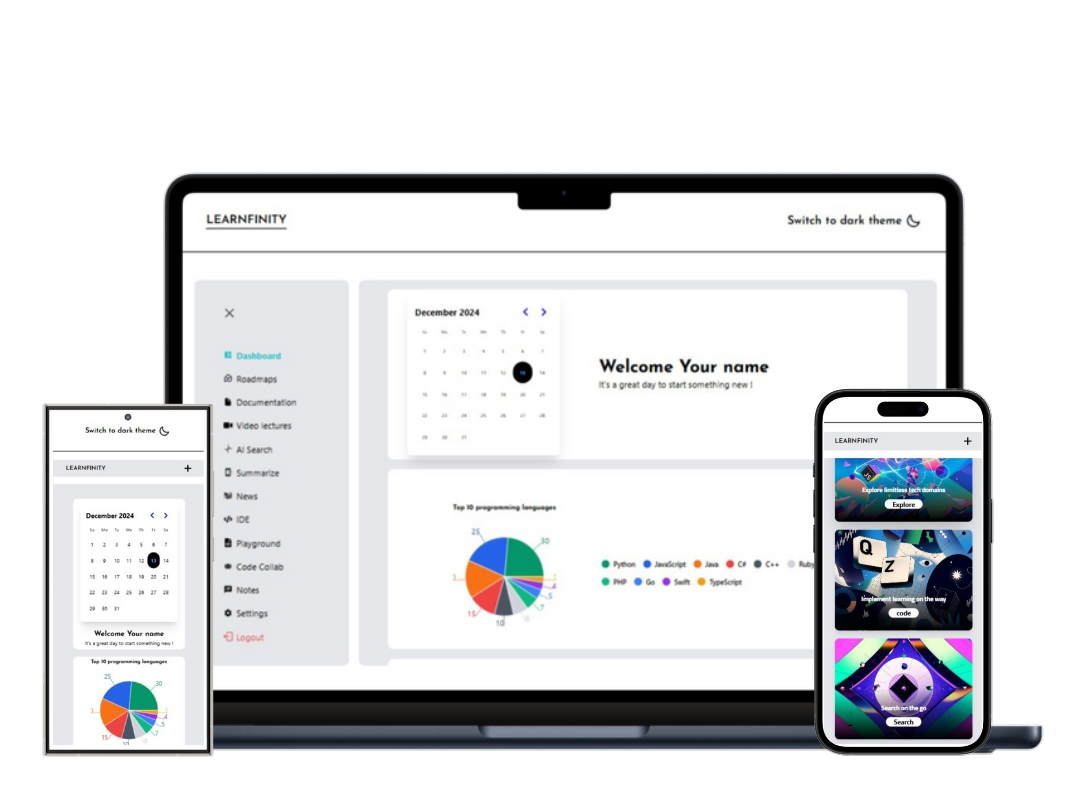 LEARNFINITY
Switch to dark theme
Dashboard
Roadmaps
Documentation
Video lectures
AI Search
Summarize
News
IDE
Playground
Code Collab
Notes
Settings
Logout
December 2024
Su Mo Tu We Th Fr Sa
1 2 3 4 5 6 7
8 9 10 11 12 13 14
15 16 17 18 19 20 21
22 23 24 25 26 27 28
29 30 31
Welcome Your name
It's a great day to start something new !
Top 10 programming languages
25
30
15
10
7
5
4
Python JavaScript Java C# C++ Ruby
PHP Go Swift TypeScript
Switch to dark theme
LEARNFINITY +
December 2024
Su Mo Tu We Th Fr Sa
1 2 3 4 5 6 7
8 9 10 11 12 13 14
15 16 17 18 19 20 21
22 23 24 25 26 27 28
29 30 31
Welcome Your name
It's a great day to start something new !
Top 10 programming languages
25
30
15
10
7
5
4
LEARNFINITY +
JS
Explore limitless tech domains
Explore
Q
Z
Implement learning on the way
code
Search on the go
Search